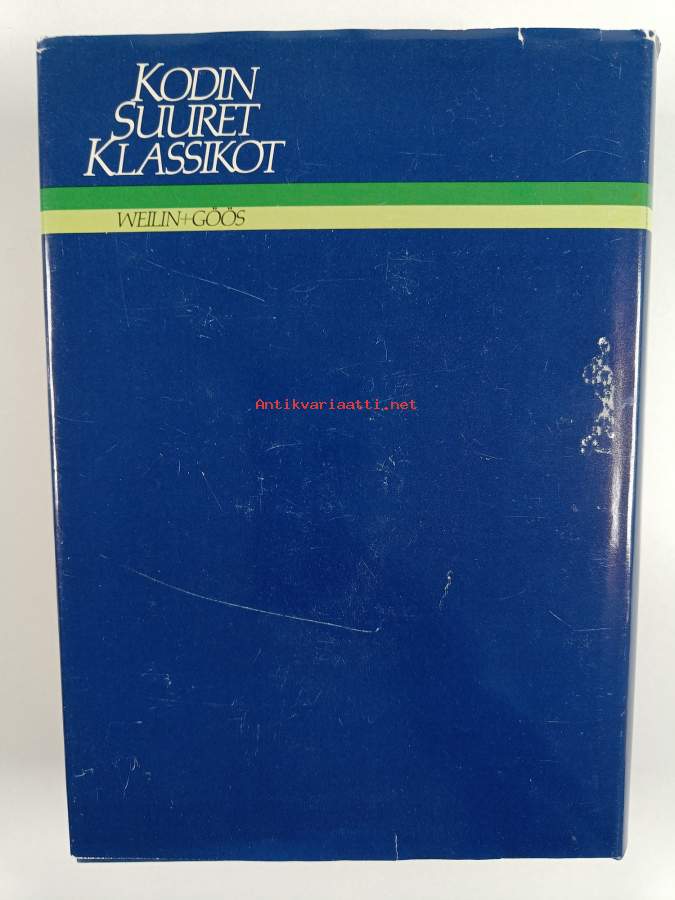 KODIN
SUURET
KLASSIKOT
WEILIN+GÖÖS
Antikvariaatti.net